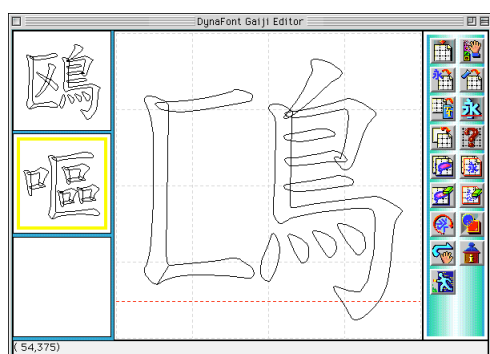 DynaFont Gaiji Editor
鴎
嘔
永
?
( 54,375)